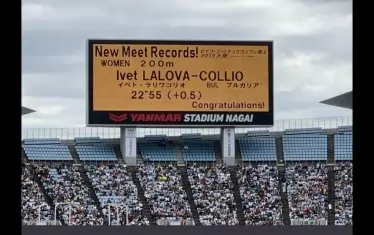 New Meet Records!
WOMEN 200m
Ivet LALOVA-COLLIO
イベト・ラリワコリオ BUL ブルガリア
22"55 (+0.5)
Congratulations!
YANMAR STADIUM NAGAI